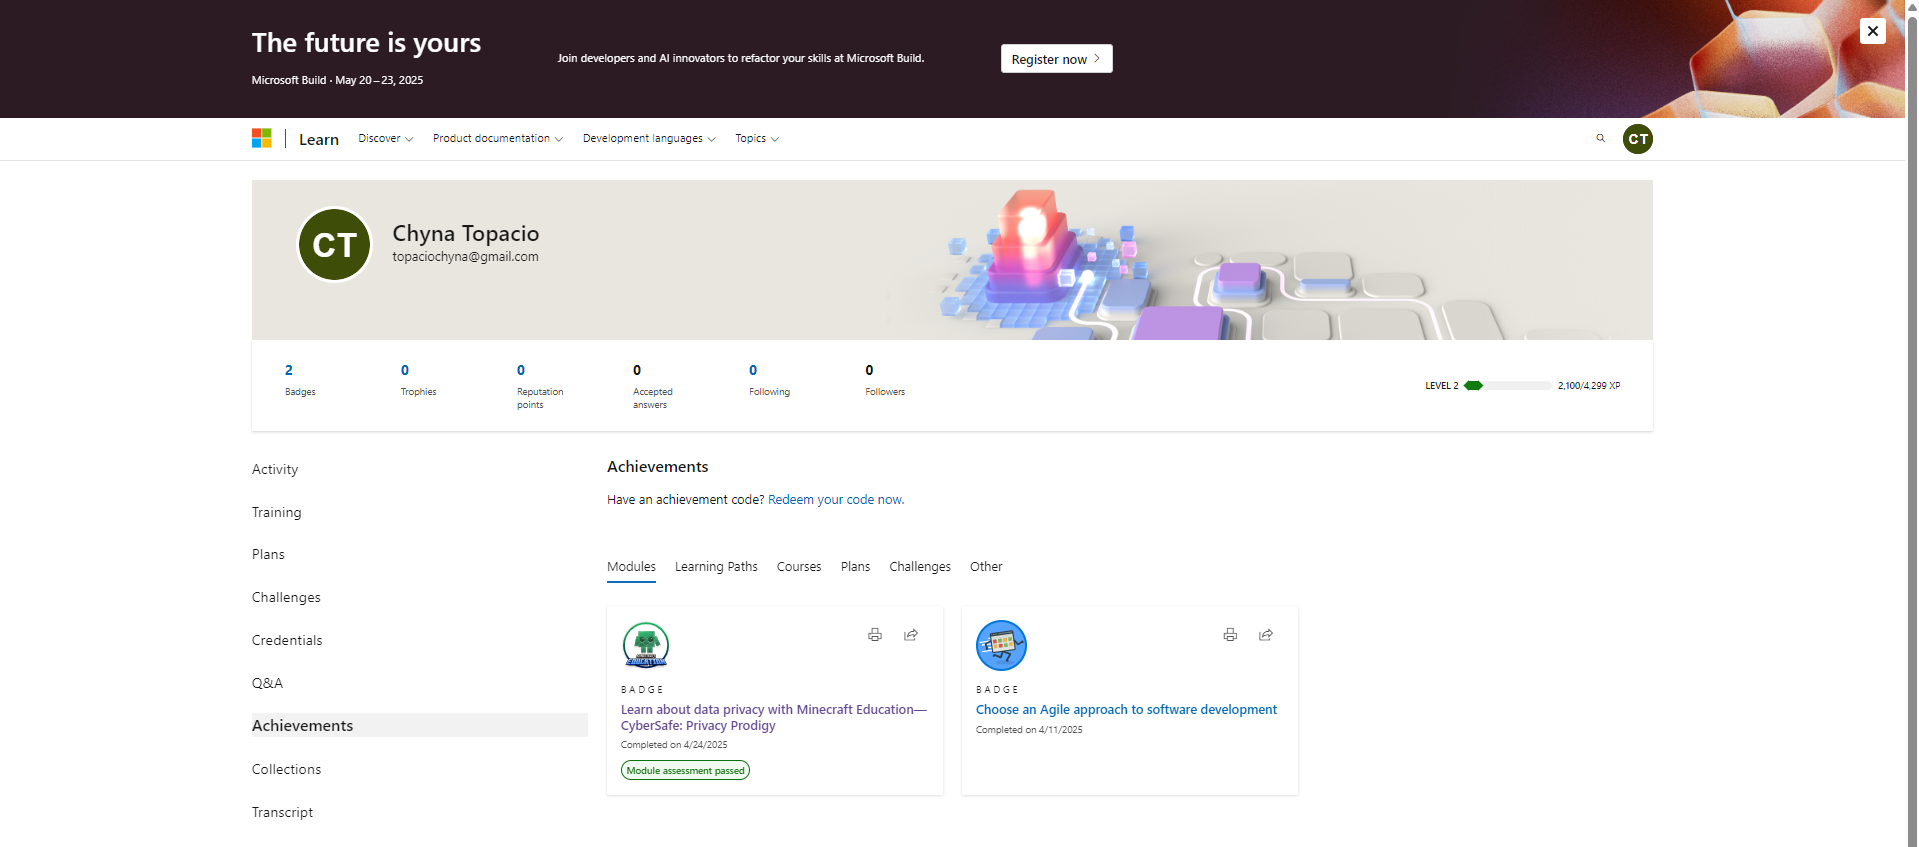 The future is yours
Microsoft Build · May 20 – 23, 2025
Join developers and AI innovators to refactor your skills at Microsoft Build.
Register now
Learn
Discover
Product documentation
Development languages
Topics
CT
CT
Chyna Topacio
topaciochyna@gmail.com
2
Badges
0
Trophies
0
Reputation
points
0
Accepted
answers
0
Following
0
Followers
LEVEL 2
2,100/4,299 XP
Activity
Training
Plans
Challenges
Credentials
Q&A
Achievements
Collections
Transcript
Achievements
Have an achievement code? Redeem your code now.
Modules
Learning Paths
Courses
Plans
Challenges
Other
EDUCATION
BADGE
Learn about data privacy with Minecraft Education—
CyberSafe: Privacy Prodigy
Completed on 4/24/2025
Module assessment passed
BADGE
Choose an Agile approach to software development
Completed on 4/11/2025